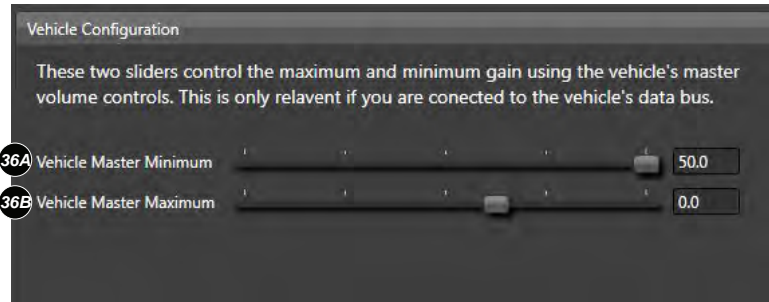 Vehicle Configuration
These two sliders control the maximum and minimum gain using the vehicle's master
volume controls. This is only relavent if you are conected to the vehicle's data bus.
36A Vehicle Master Minimum 50.0
36B Vehicle Master Maximum 0.0